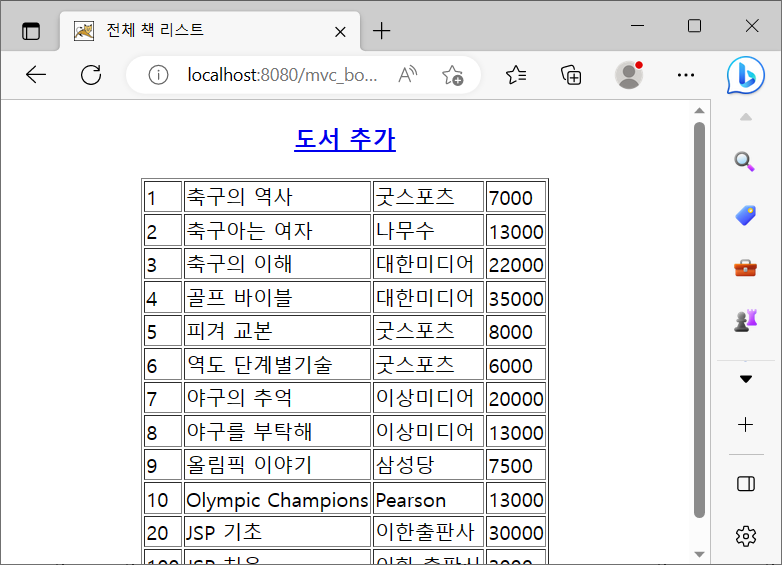 전체 책 리스트
localhost:8080/mvc_bo...
도서 추가
1 축구의 역사 굿스포츠 7000
2 축구아는 여자 나무수 13000
3 축구의 이해 대한미디어 22000
4 골프 바이블 대한미디어 35000
5 피겨 교본 굿스포츠 8000
6 역도 단계별기술 굿스포츠 6000
7 야구의 추억 이상미디어 20000
8 야구를 부탁해 이상미디어 13000
9 올림픽 이야기 삼성당 7500
10 Olympic Champions Pearson 13000
20 JSP 기초 이한출판사 30000